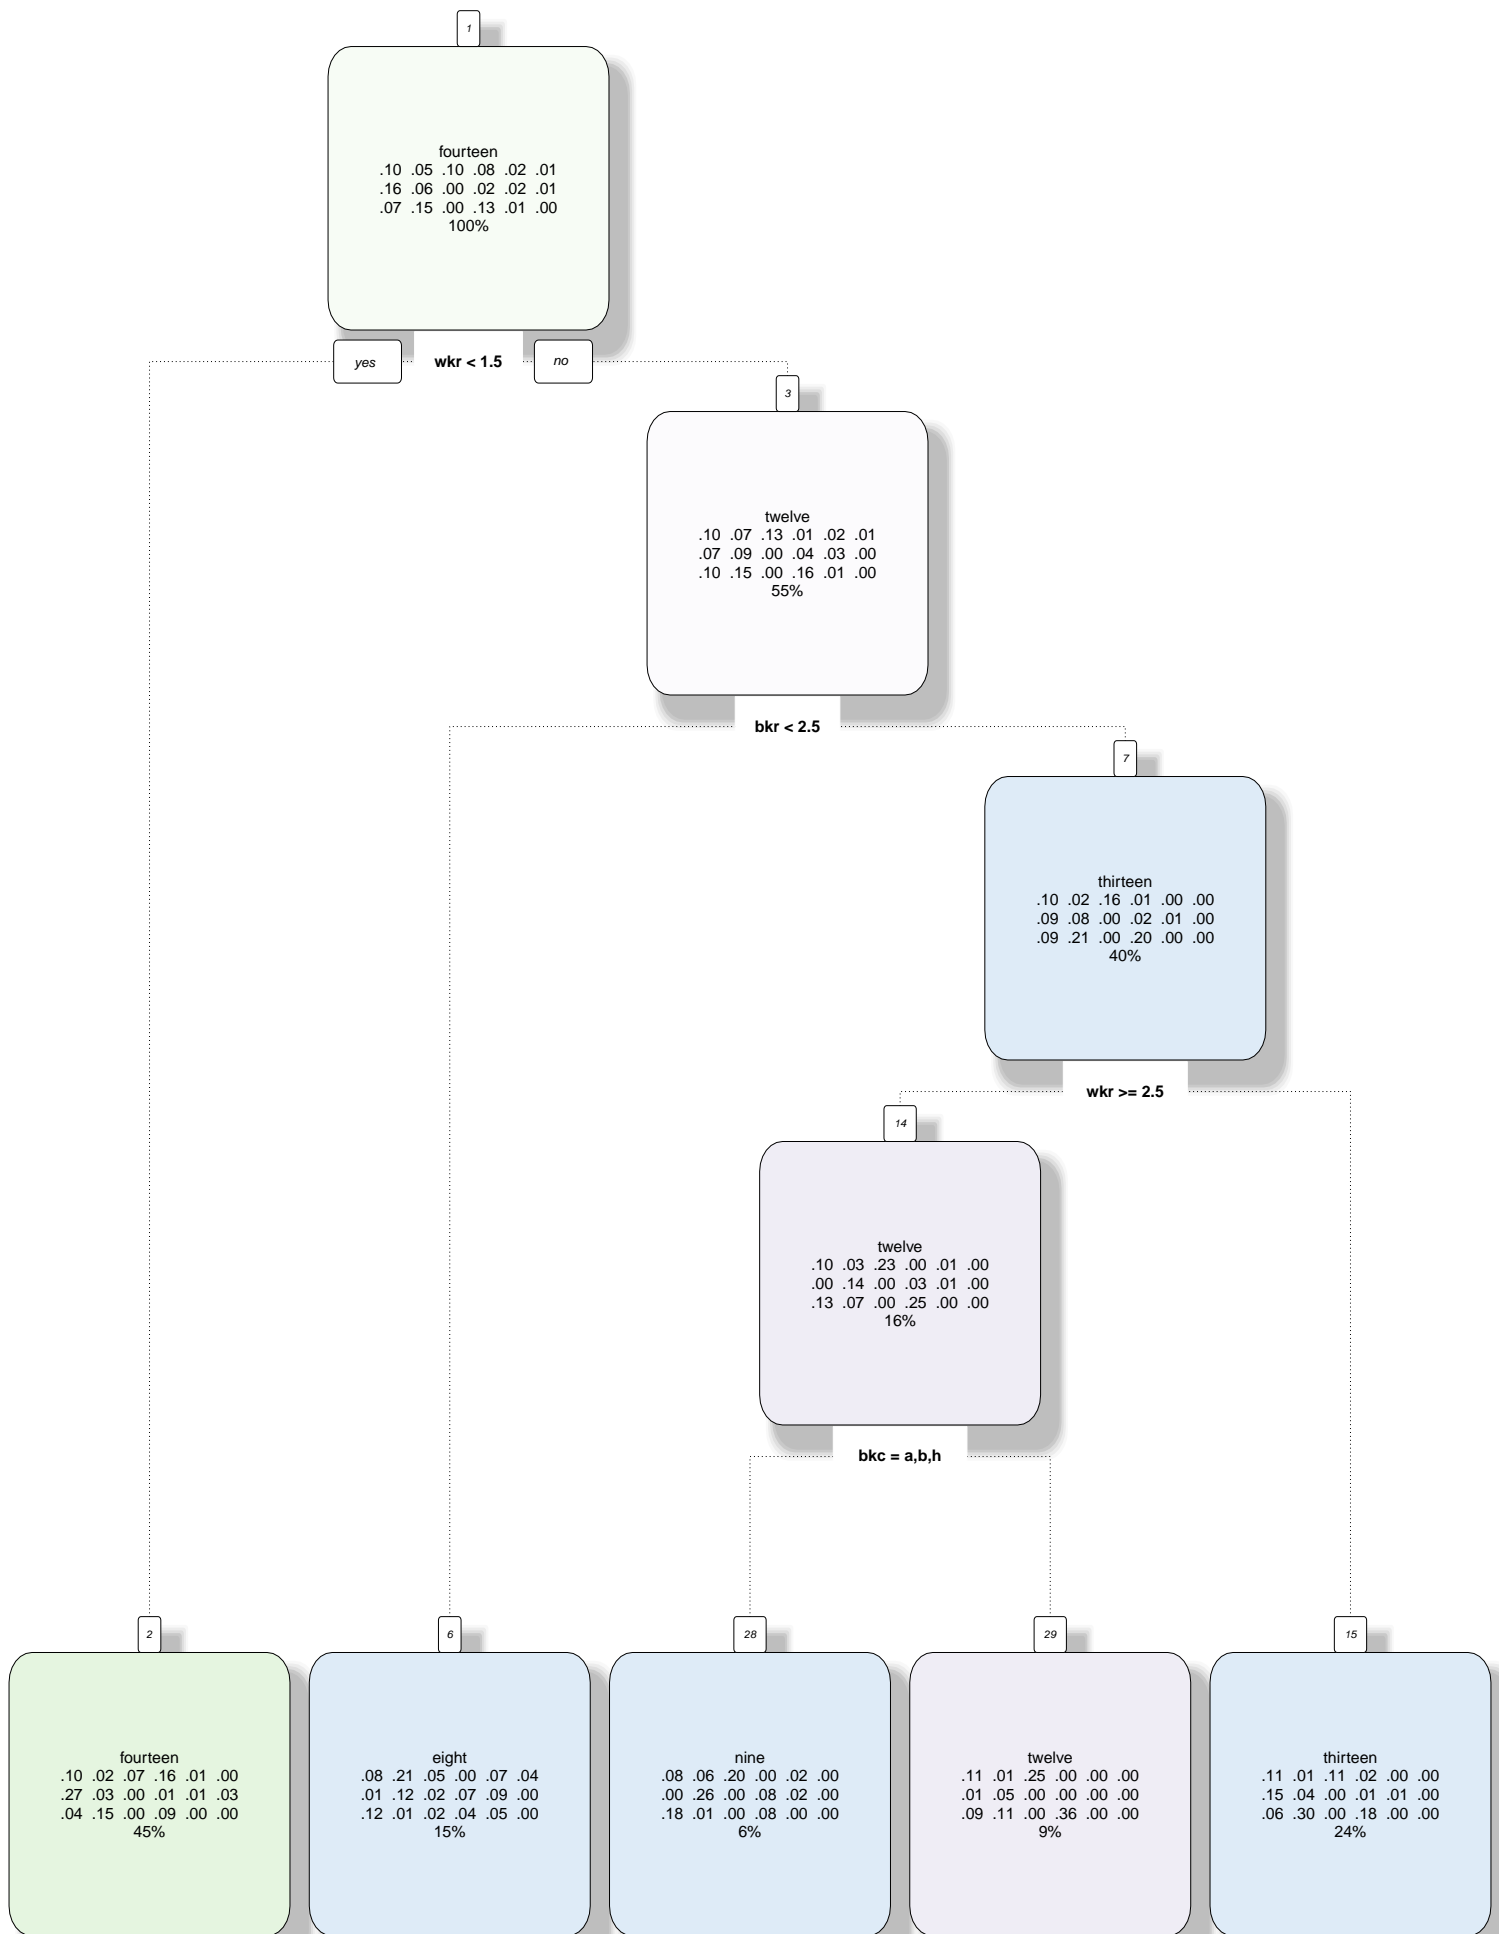 1
fourteen
.10 .05 .10 .08 .02 .01
.16 .06 .00 .02 .02 .01
.07 .15 .00 .13 .01 .00
100%
yes
wkr < 1.5
no
3
twelve
.10 .07 .13 .01 .02 .01
.07 .09 .00 .04 .03 .00
.10 .15 .00 .16 .01 .00
55%
bkr < 2.5
7
thirteen
.10 .02 .16 .01 .00 .00
.09 .08 .00 .02 .01 .00
.09 .21 .00 .20 .00 .00
40%
wkr >= 2.5
14
twelve
.10 .03 .23 .00 .01 .00
.00 .14 .00 .03 .01 .00
.13 .07 .00 .25 .00 .00
16%
bkc = a,b,h
2
fourteen
.10 .02 .07 .16 .01 .00
.27 .03 .00 .01 .01 .03
.04 .15 .00 .09 .00 .00
45%
6
eight
.08 .21 .05 .00 .07 .04
.01 .12 .02 .07 .09 .00
.12 .01 .02 .04 .05 .00
15%
28
nine
.08 .06 .20 .00 .02 .00
.00 .26 .00 .08 .02 .00
.18 .01 .00 .08 .00 .00
6%
29
twelve
.11 .01 .25 .00 .00 .00
.01 .05 .00 .00 .00 .00
.09 .11 .00 .36 .00 .00
9%
15
thirteen
.11 .01 .11 .02 .00 .00
.15 .04 .00 .01 .01 .00
.06 .30 .00 .18 .00 .00
24%